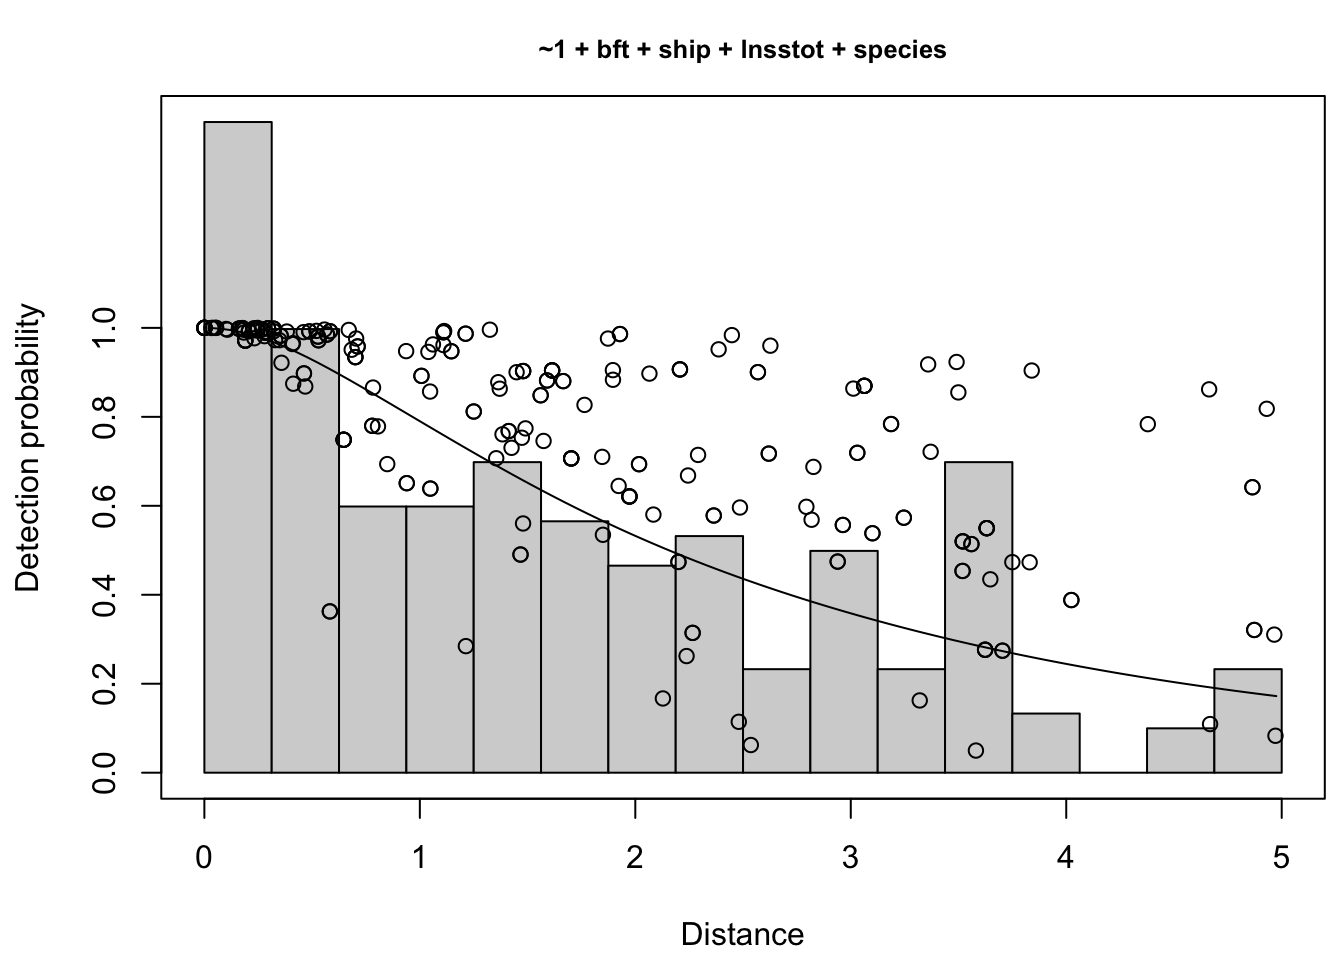 ~1 + bft + ship + lnsstot + species
Detection probability
1.0
0.8
0.6
0.4
0.2
0.0
0 1 2 3 4 5
Distance